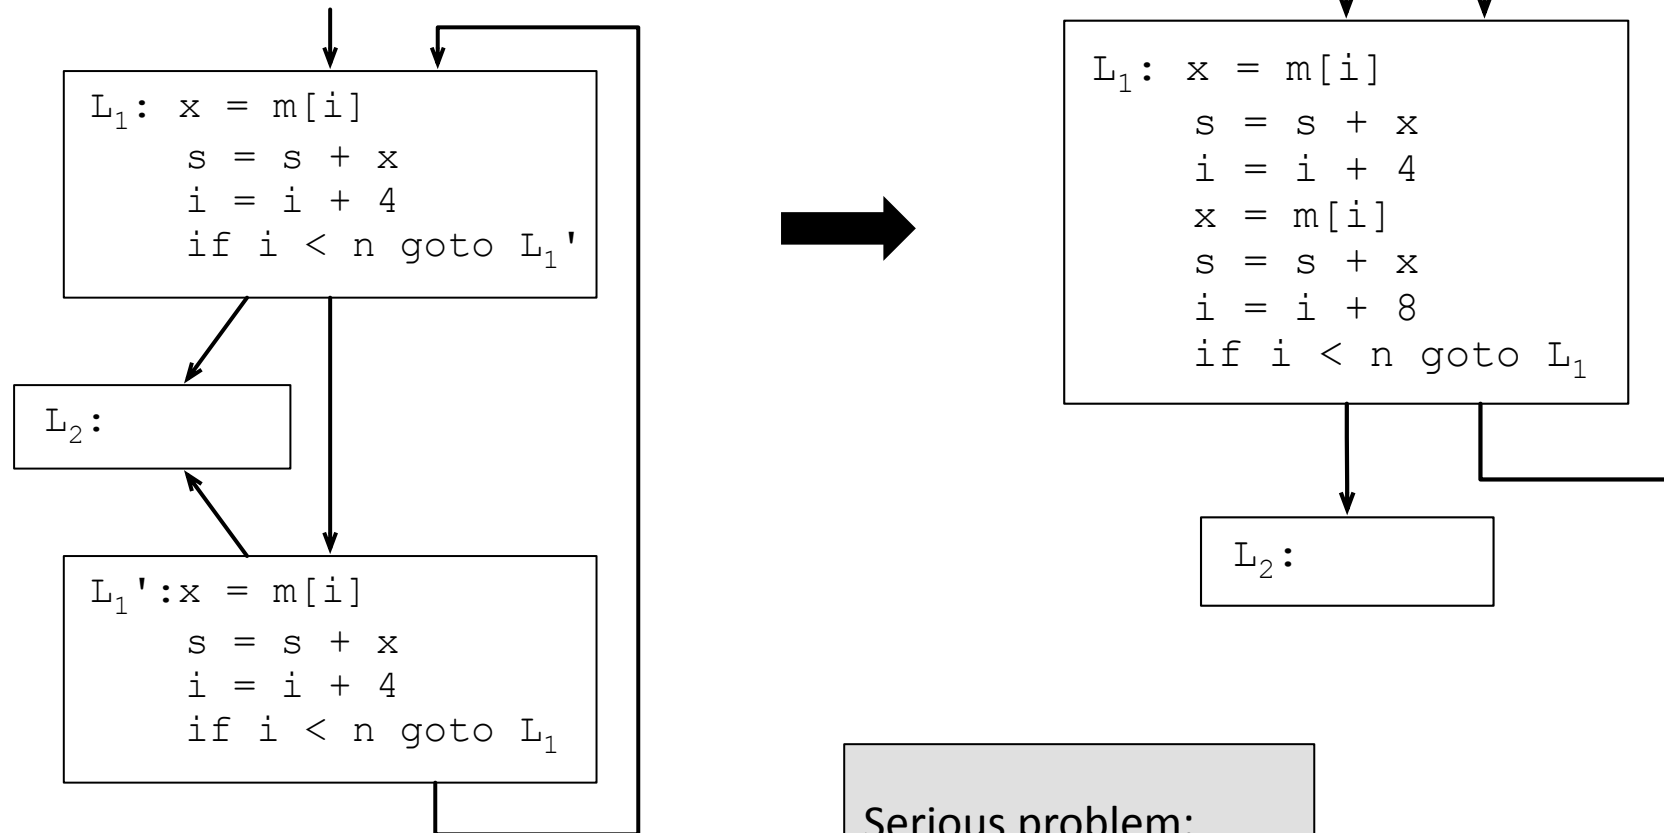 L₁: x = m[i]
s = s + x
i = i + 4
if i < n goto L₁'
L₂:
L₁':x = m[i]
s = s + x
i = i + 4
if i < n goto L₁
L₁: x = m[i]
s = s + x
i = i + 4
x = m[i]
s = s + x
i = i + 8
if i < n goto L₁
L₂:
Serious problem: